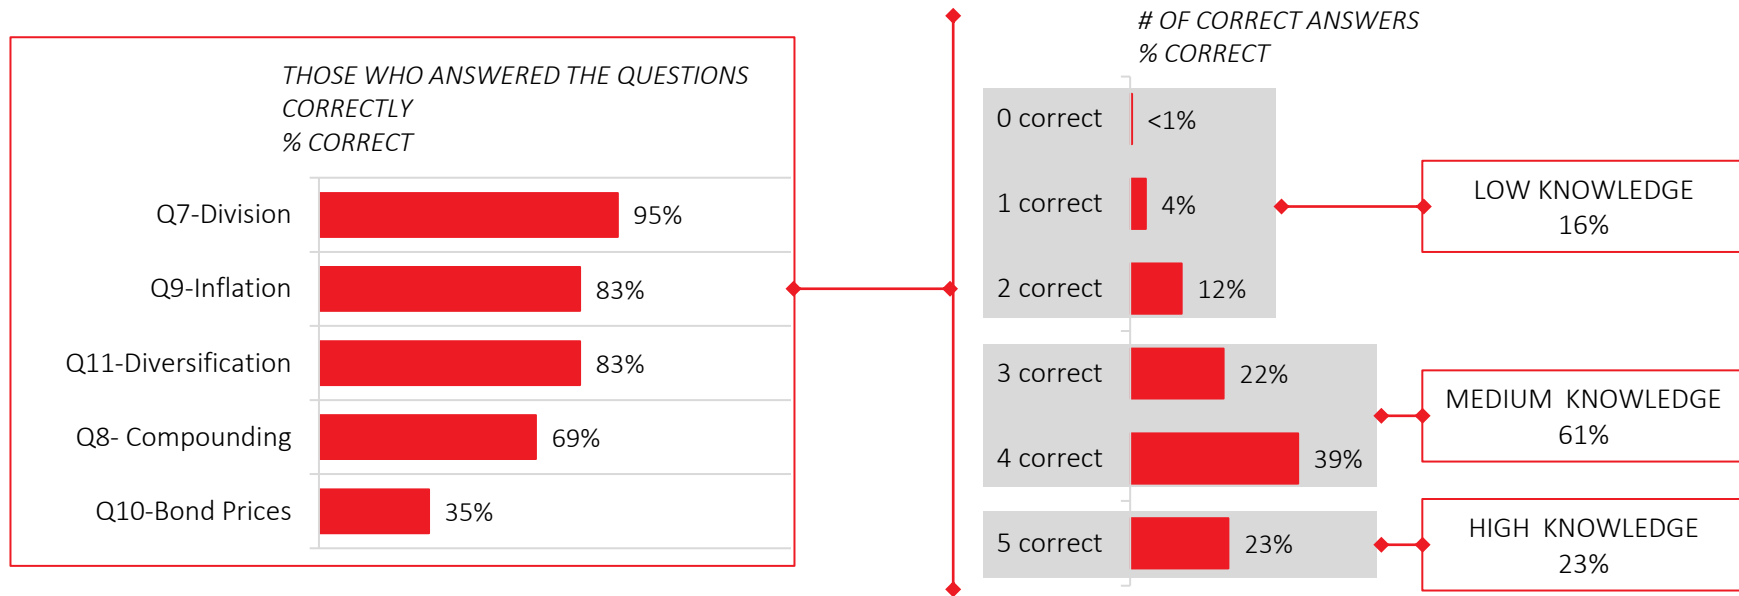 THOSE WHO ANSWERED THE QUESTIONS
CORRECTLY
% CORRECT
Q7-Division
95%
Q9-Inflation
83%
Q11-Diversification
83%
Q8- Compounding
69%
Q10-Bond Prices
35%
# OF CORRECT ANSWERS
% CORRECT
0 correct
<1%
1 correct
4%
2 correct
12%
LOW KNOWLEDGE
16%
3 correct
22%
4 correct
39%
MEDIUM  KNOWLEDGE
61%
5 correct
23%
HIGH  KNOWLEDGE
23%